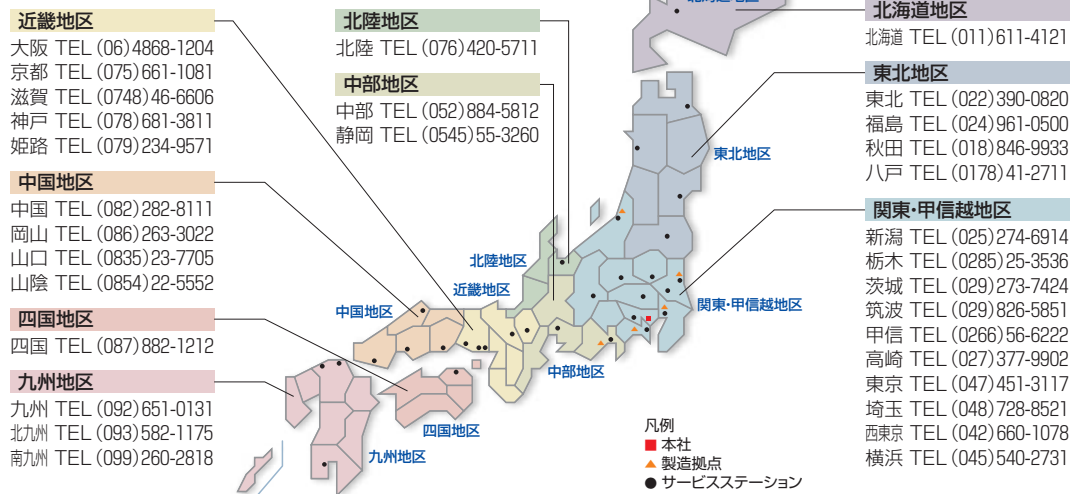 近畿地区
大阪 TEL (06)4868-1204
京都 TEL (075)661-1081
滋賀 TEL (0748)46-6606
神戸 TEL (078)681-3811
姫路 TEL (079)234-9571
中国地区
中国 TEL (082)282-8111
岡山 TEL (086)263-3022
山口 TEL (0835)23-7705
山陰 TEL (0854)22-5552
四国地区
四国 TEL (087)882-1212
九州地区
九州 TEL (092)651-0131
北九州 TEL (093)582-1175
南九州 TEL (099)260-2818
北陸地区
北陸 TEL (076)420-5711
中部地区
中部 TEL (052)884-5812
静岡 TEL (0545)55-3260
北海道地区
北海道地区
北海道 TEL (011)611-4121
東北地区
東北 TEL (022)390-0820
福島 TEL (024)961-0500
秋田 TEL (018)846-9933
八戸 TEL (0178)41-2711
関東・甲信越地区
新潟 TEL (025)274-6914
栃木 TEL (0285)25-3536
茨城 TEL (029)273-7424
筑波 TEL (029)826-5851
甲信 TEL (0266)56-6222
高崎 TEL (027)377-9902
東京 TEL (047)451-3117
埼玉 TEL (048)728-8521
西東京 TEL (042)660-1078
横浜 TEL (045)540-2731
東北地区
北陸地区
近畿地区
中国地区
関東・甲信越地区
中部地区
四国地区
九州地区
凡例
本社
製造拠点
サービスステーション